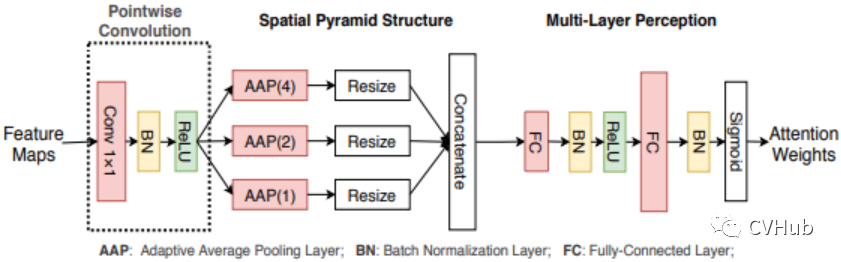 Pointwise
Convolution
Spatial Pyramid Structure
Multi-Layer Perception
Feature
Maps
Conv 1×1
BN
ReLU
AAP(4)
Resize
AAP(2)
Resize
AAP(1)
Resize
Concatenate
FC
BN
ReLU
FC
BN
Sigmoid
Attention
Weights
CVHub
AAP: Adaptive Average Pooling Layer; BN: Batch Normalization Layer; FC: Fully-Connected Layer;